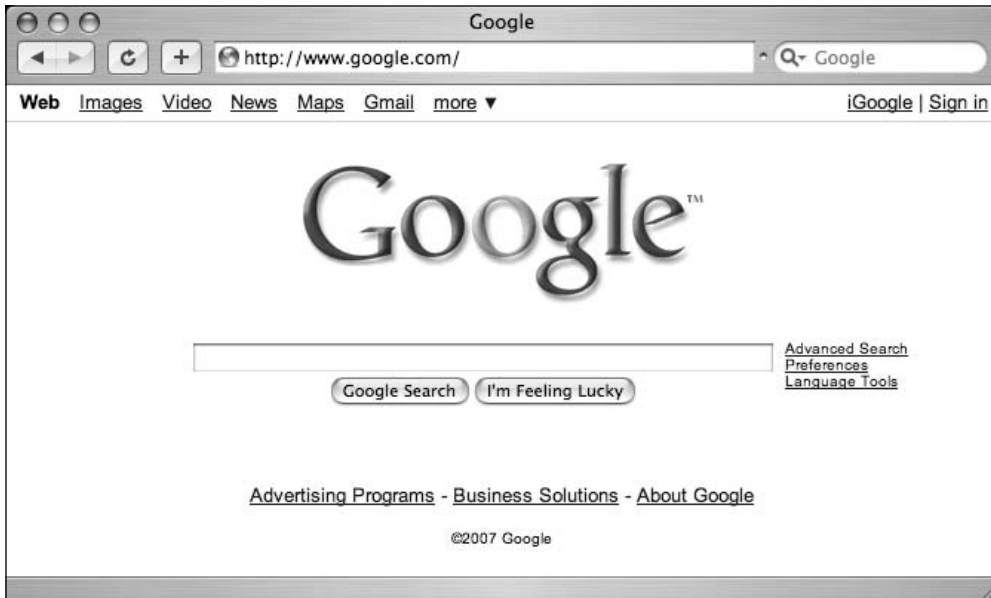 Google
http://www.google.com/ Google
Web Images Video News Maps Gmail more ▼ iGoogle | Sign in
Google™
Advanced Search
Preferences
Language Tools
Google Search I'm Feeling Lucky
Advertising Programs - Business Solutions - About Google
©2007 Google